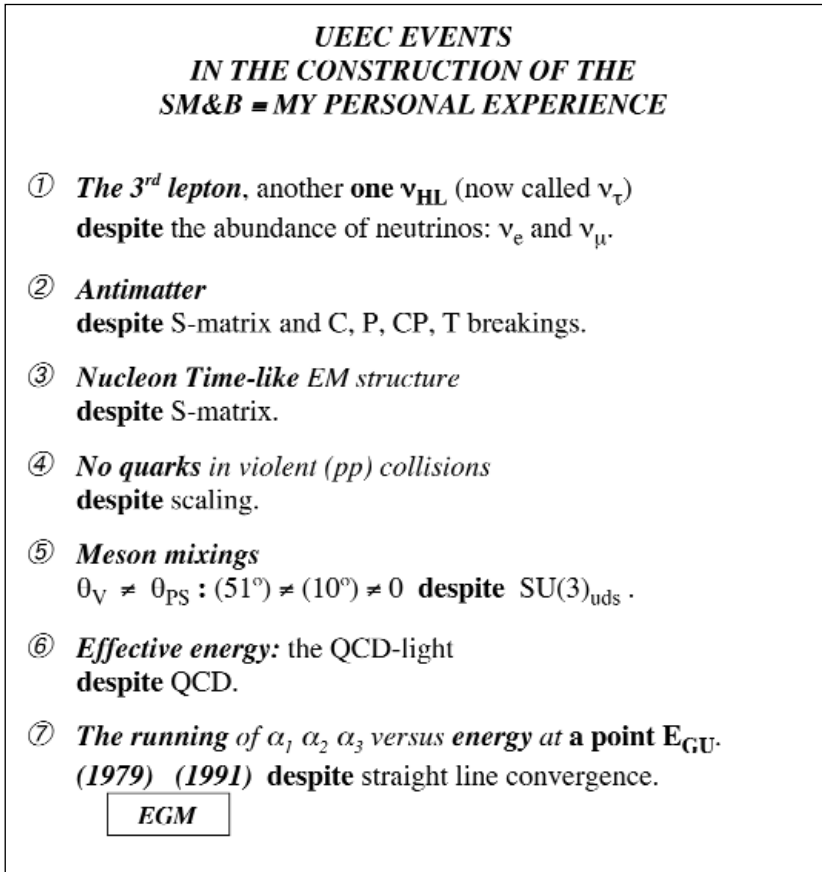 UEEC EVENTS
IN THE CONSTRUCTION OF THE
SM&B ≡ MY PERSONAL EXPERIENCE
① The 3rd lepton, another one νHL (now called ντ)
despite the abundance of neutrinos: νe and νμ.
② Antimatter
despite S-matrix and C, P, CP, T breakings.
③ Nucleon Time-like EM structure
despite S-matrix.
④ No quarks in violent (pp) collisions
despite scaling.
⑤ Meson mixings
θV ≠ θPS : (51º) ≠ (10º) ≠ 0 despite SU(3)uds .
⑥ Effective energy: the QCD-light
despite QCD.
⑦ The running of α1 α2 α3 versus energy at a point EGU.
(1979) (1991) despite straight line convergence.
EGM